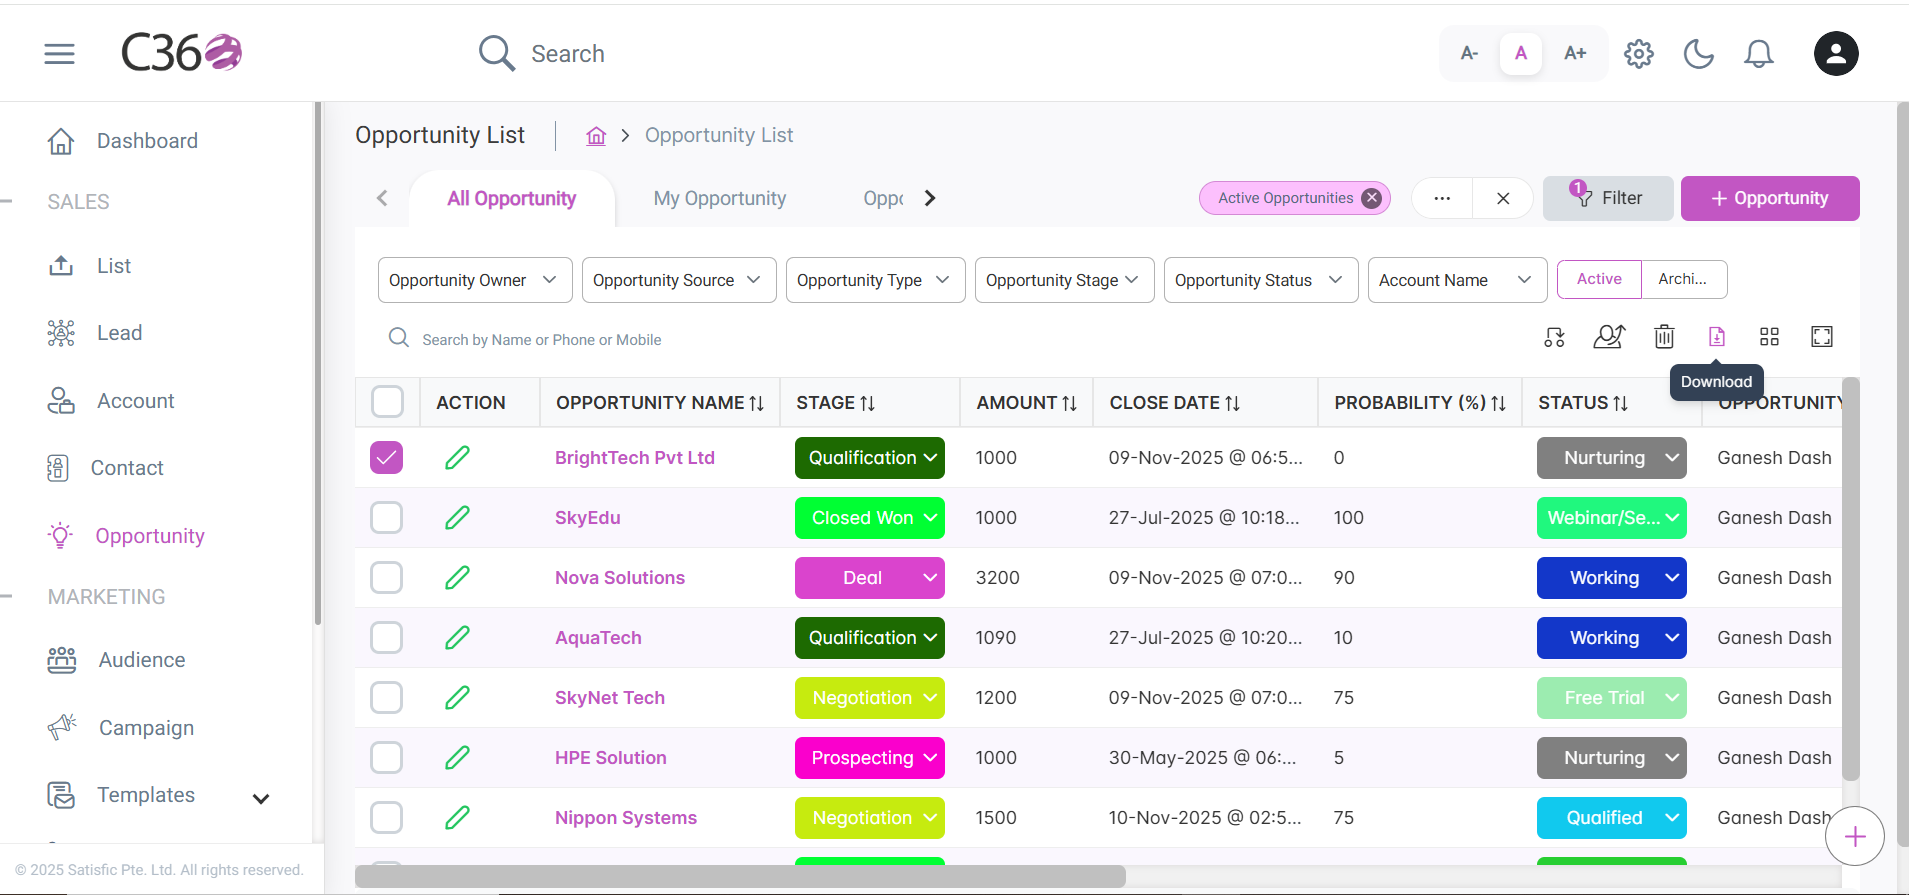 C36
Search
A-
A
A+
Dashboard
SALES
List
Lead
Account
Contact
Opportunity
MARKETING
Audience
Campaign
Templates
© 2025 Satisfic Pte. Ltd. All rights reserved.
Opportunity List
Opportunity List
All Opportunity
My Opportunity
Oppo
Active Opportunities
...
1
Filter
+ Opportunity
Opportunity Owner
Opportunity Source
Opportunity Type
Opportunity Stage
Opportunity Status
Account Name
Active
Archi...
Search by Name or Phone or Mobile
Download
ACTION OPPORTUNITY NAME STAGE AMOUNT CLOSE DATE PROBABILITY (%) STATUS OPPORTUNITY
BrightTech Pvt Ltd Qualification 1000 09-Nov-2025 @ 06:5... 0 Nurturing Ganesh Dash
SkyEdu Closed Won 1000 27-Jul-2025 @ 10:18... 100 Webinar/Se... Ganesh Dash
Nova Solutions Deal 3200 09-Nov-2025 @ 07:0... 90 Working Ganesh Dash
AquaTech Qualification 1090 27-Jul-2025 @ 10:20... 10 Working Ganesh Dash
SkyNet Tech Negotiation 1200 09-Nov-2025 @ 07:0... 75 Free Trial Ganesh Dash
HPE Solution Prospecting 1000 30-May-2025 @ 06:... 5 Nurturing Ganesh Dash
Nippon Systems Negotiation 1500 10-Nov-2025 @ 02:5... 75 Qualified Ganesh Dash